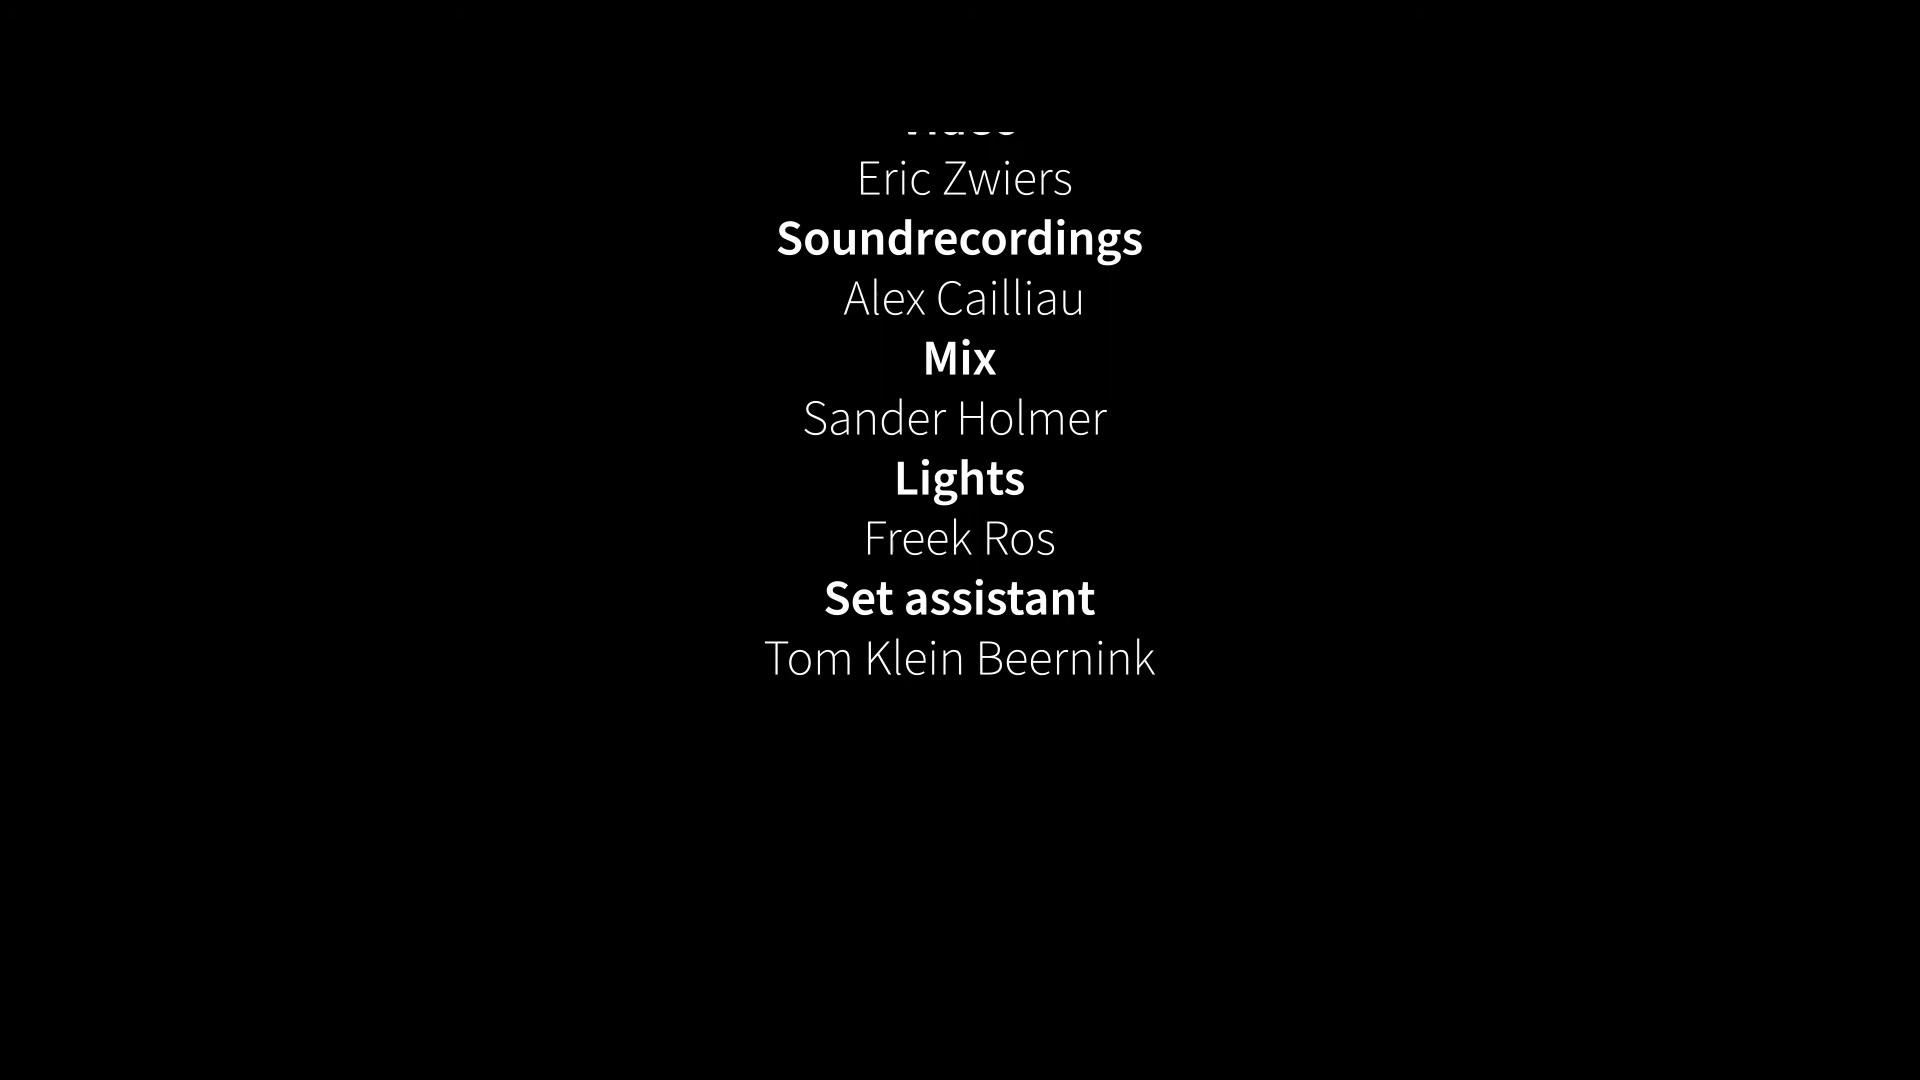 Eric Zwiers
Soundrecordings
Alex Cailliau
Mix
Sander Holmer
Lights
Freek Ros
Set assistant
Tom Klein Beernink